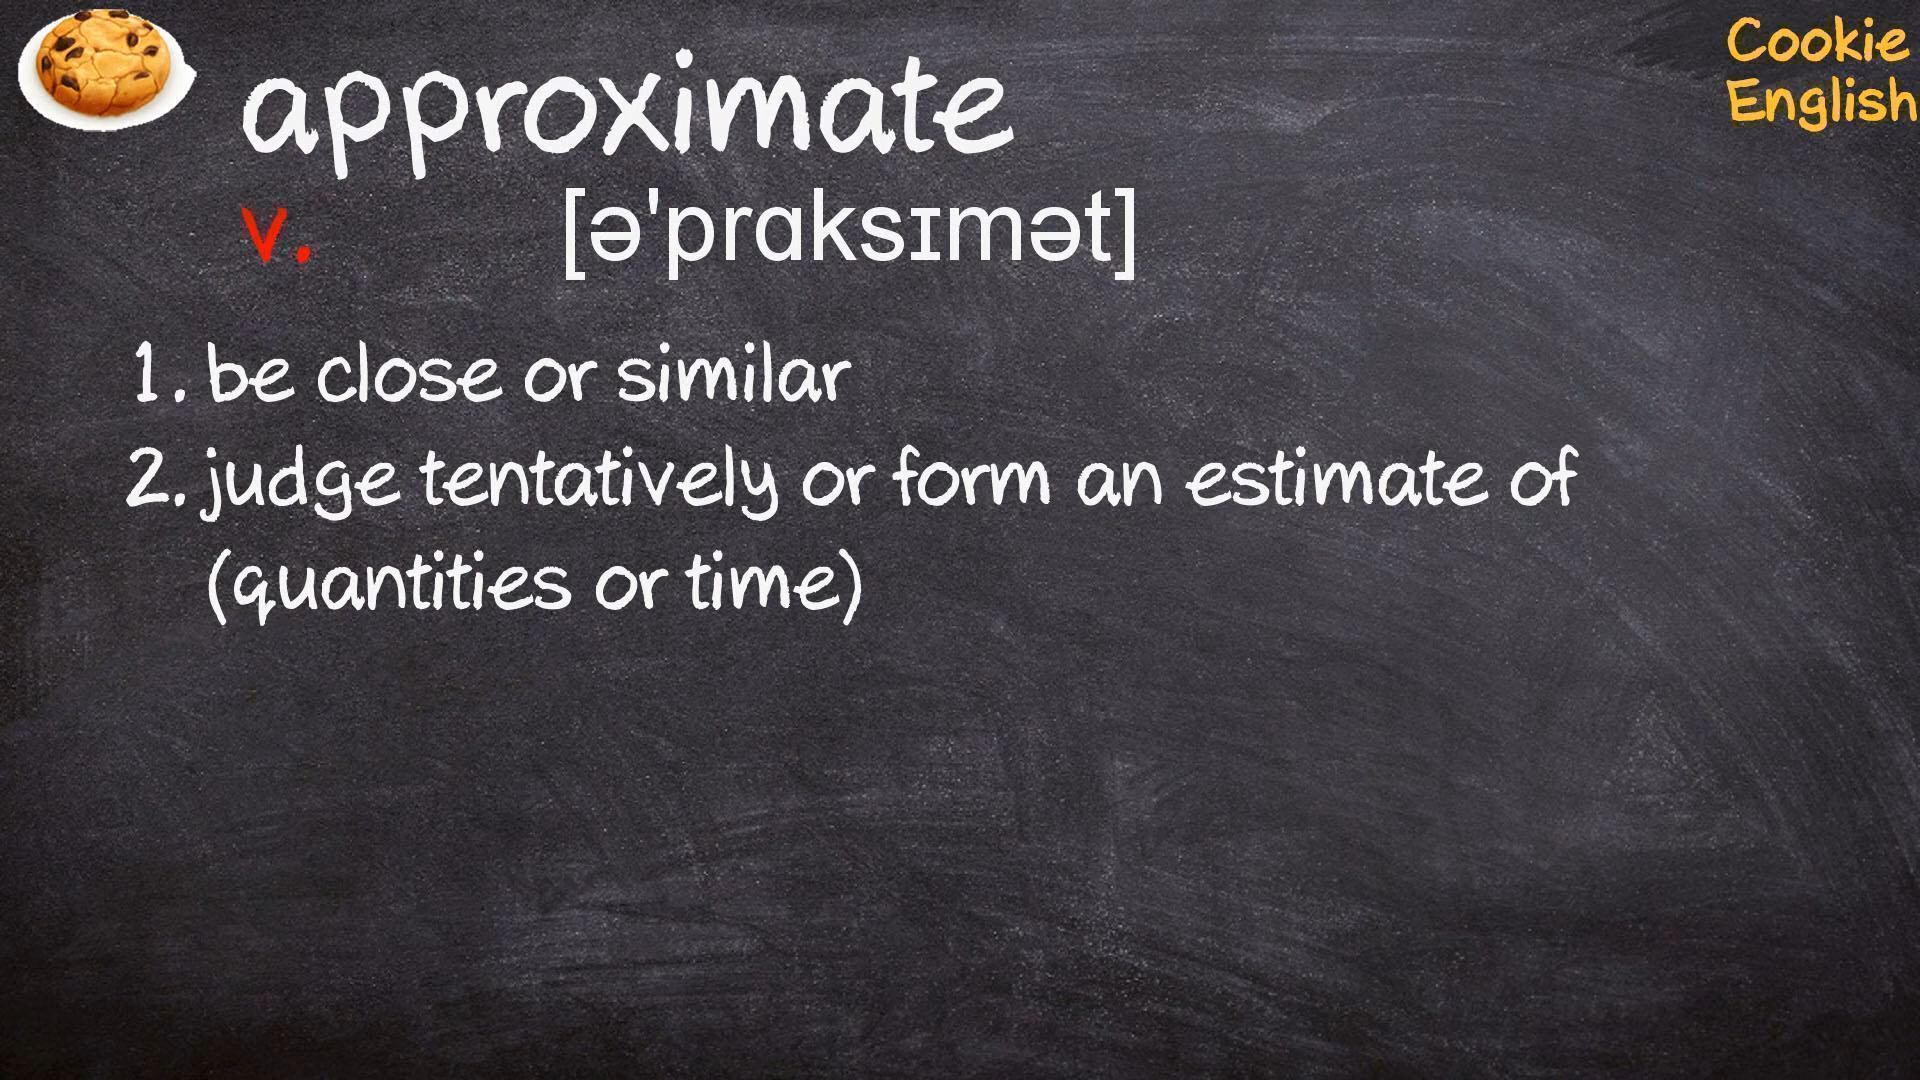 approximate
Cookie
English
v. [ə'prɑksɪmət]
1. be close or similar
2. judge tentatively or form an estimate of
(quantities or time)